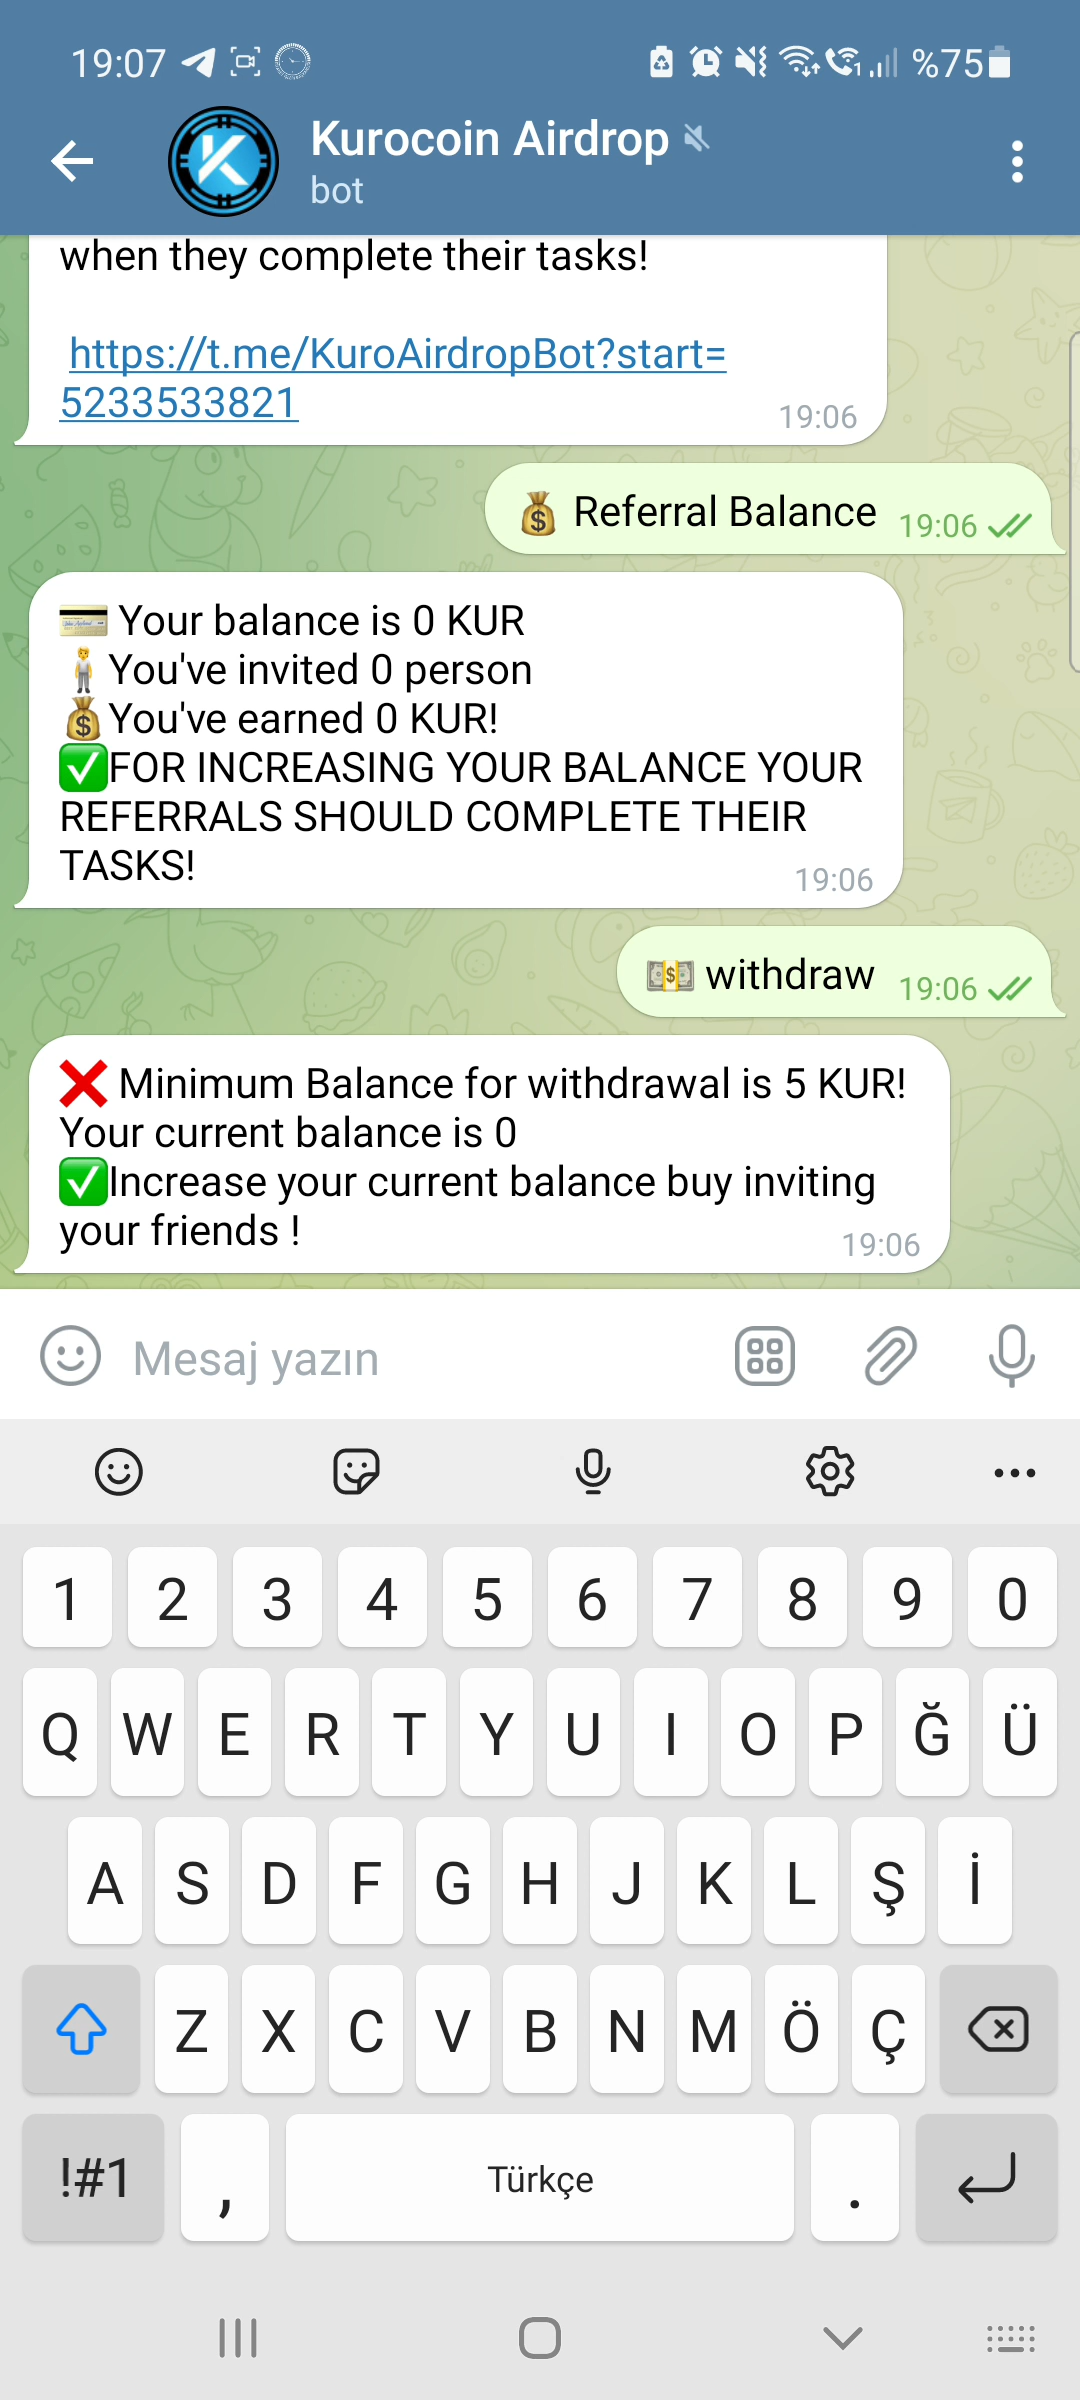 19:07
%75
Kurocoin Airdrop
bot
when they complete their tasks!
https://t.me/KuroAirdropBot?start=
5233533821
19:06
💰 Referral Balance
19:06
💳 Your balance is 0 KUR
🧍You've invited 0 person
💰You've earned 0 KUR!
✅FOR INCREASING YOUR BALANCE YOUR
REFERRALS SHOULD COMPLETE THEIR
TASKS!
19:06
💵 withdraw
19:06
❌ Minimum Balance for withdrawal is 5 KUR!
Your current balance is 0
✅Increase your current balance buy inviting
your friends !
19:06
Mesaj yazın
1 2 3 4 5 6 7 8 9 0
Q W E R T Y U I O P Ğ Ü
A S D F G H J K L Ş İ
Z X C V B N M Ö Ç
!#1 , Türkçe .